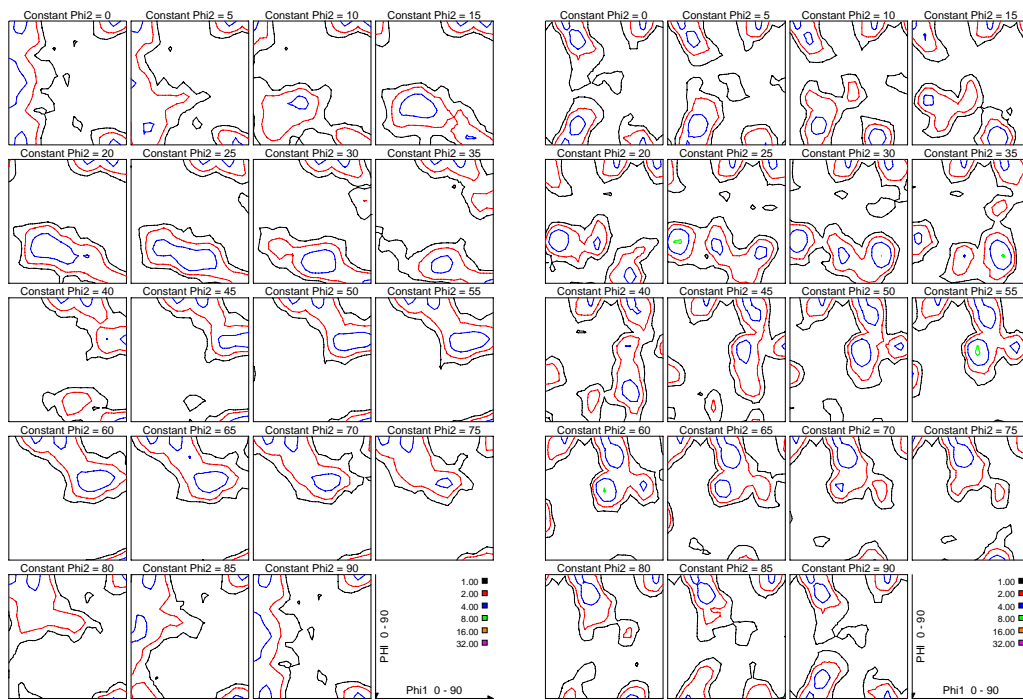 Constant Phi2 = 0 Constant Phi2 = 5 Constant Phi2 = 10 Constant Phi2 = 15
Constant Phi2 = 20 Constant Phi2 = 25 Constant Phi2 = 30 Constant Phi2 = 35
Constant Phi2 = 40 Constant Phi2 = 45 Constant Phi2 = 50 Constant Phi2 = 55
Constant Phi2 = 60 Constant Phi2 = 65 Constant Phi2 = 70 Constant Phi2 = 75
Constant Phi2 = 80 Constant Phi2 = 85 Constant Phi2 = 90
1.00
2.00
4.00
8.00
16.00
32.00
PHI 0 - 90
Phi1 0 - 90
Constant Phi2 = 0 Constant Phi2 = 5 Constant Phi2 = 10 Constant Phi2 = 15
Constant Phi2 = 20 Constant Phi2 = 25 Constant Phi2 = 30 Constant Phi2 = 35
Constant Phi2 = 40 Constant Phi2 = 45 Constant Phi2 = 50 Constant Phi2 = 55
Constant Phi2 = 60 Constant Phi2 = 65 Constant Phi2 = 70 Constant Phi2 = 75
Constant Phi2 = 80 Constant Phi2 = 85 Constant Phi2 = 90
1.00
2.00
4.00
8.00
16.00
32.00
PHI 0 - 90
Phi1 0 - 90